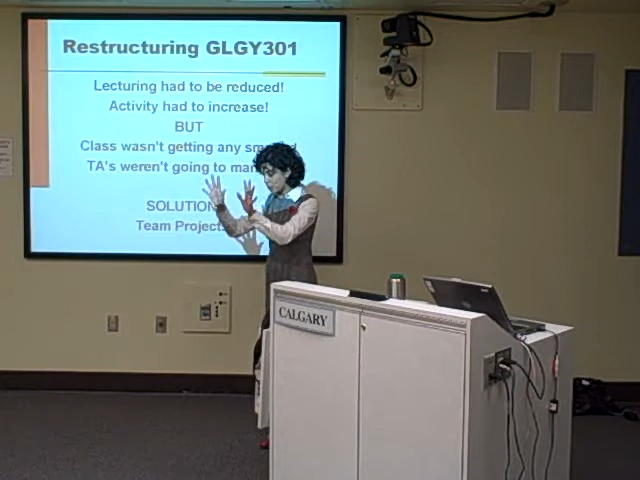 Restructuring GLGY301
Lecturing had to be reduced!
Activity had to increase!
BUT
Class wasn't getting any
TA's weren't going to
SOLUTION
Team Project
CALGARY